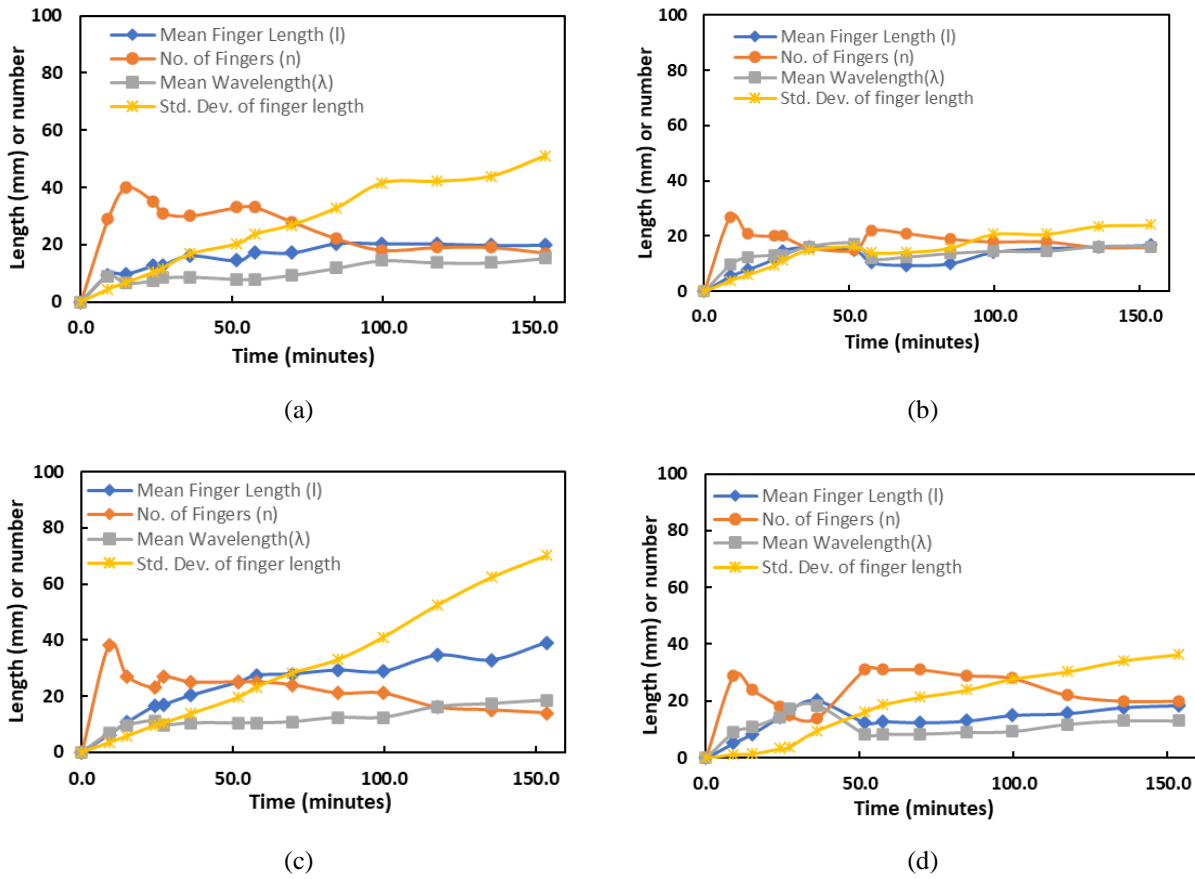 100
80
60
40
20
0
Length (mm) or number
Mean Finger Length (l)
No. of Fingers (n)
Mean Wavelength(λ)
Std. Dev. of finger length
0.0 50.0 100.0 150.0
Time (minutes)
(a)
100
80
60
40
20
0
Length (mm) or number
Mean Finger Length (l)
No. of Fingers (n)
Mean Wavelength(λ)
Std. Dev. of finger length
0.0 50.0 100.0 150.0
Time (minutes)
(b)
100
80
60
40
20
0
Length (mm) or number
Mean Finger Length (l)
No. of Fingers (n)
Mean Wavelength(λ)
Std. Dev. of finger length
0.0 50.0 100.0 150.0
Time (minutes)
(c)
100
80
60
40
20
0
Length (mm) or number
Mean Finger Length (l)
No. of Fingers (n)
Mean Wavelength(λ)
Std. Dev. of finger length
0.0 50.0 100.0 150.0
Time (minutes)
(d)